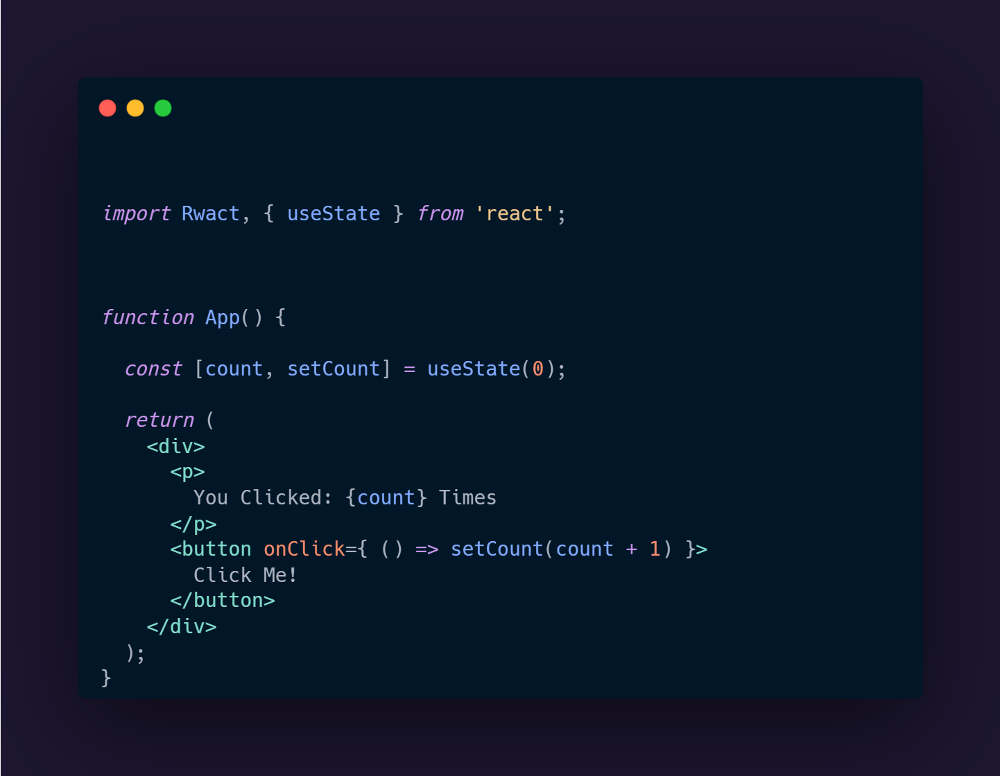 import Rwact, { useState } from 'react';
function App() {
const [count, setCount] = useState(0);
return (
<div>
<p>
You Clicked: {count} Times
</p>
<button onClick={ () => setCount(count + 1) }>
Click Me!
</button>
</div>
);
}